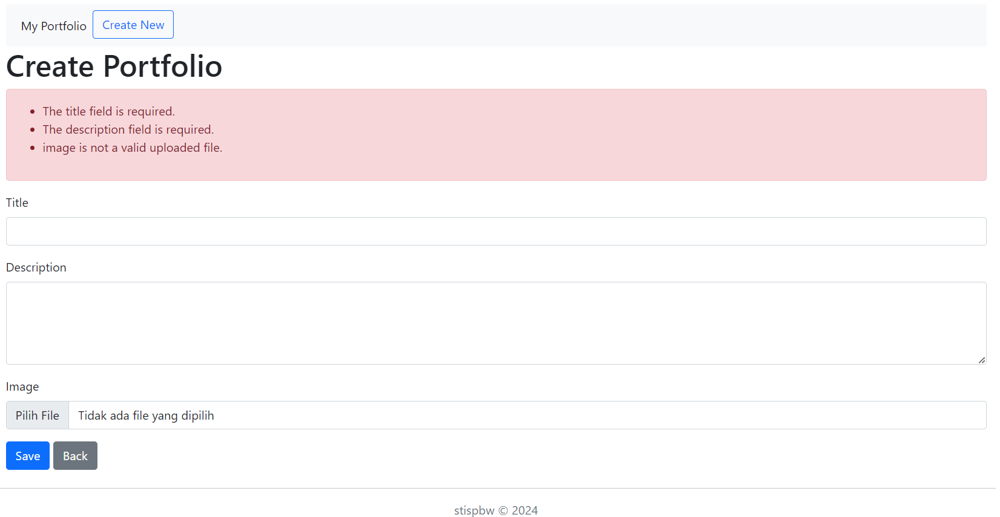 My Portfolio Create New
Create Portfolio
The title field is required.
The description field is required.
image is not a valid uploaded file.
Title
Description
Image
Pilih File Tidak ada file yang dipilih
Save Back
stispbw © 2024